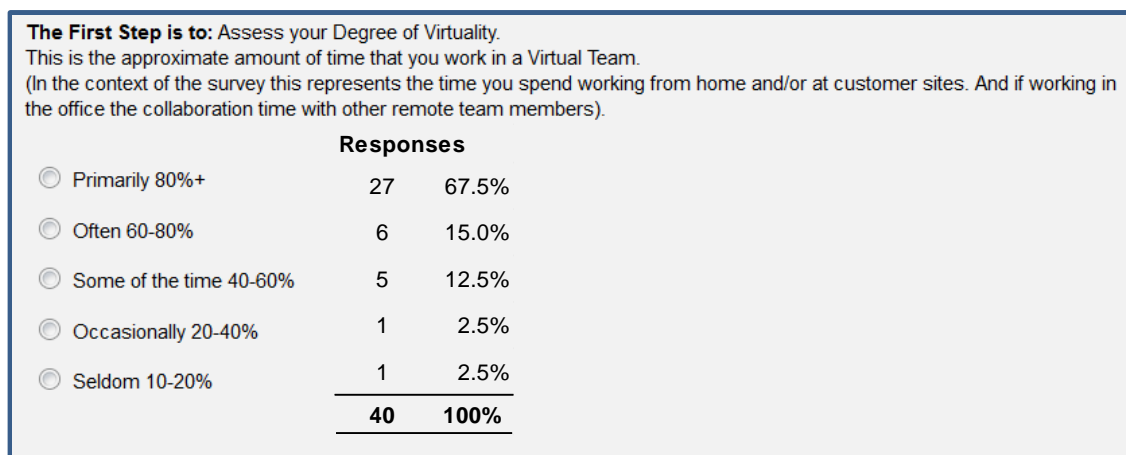 The First Step is to: Assess your Degree of Virtuality.
This is the approximate amount of time that you work in a Virtual Team.
(In the context of the survey this represents the time you spend working from home and/or at customer sites. And if working in
the office the collaboration time with other remote team members).
Responses
Primarily 80%+ 27 67.5%
Often 60-80% 6 15.0%
Some of the time 40-60% 5 12.5%
Occasionally 20-40% 1 2.5%
Seldom 10-20% 1 2.5%
40 100%